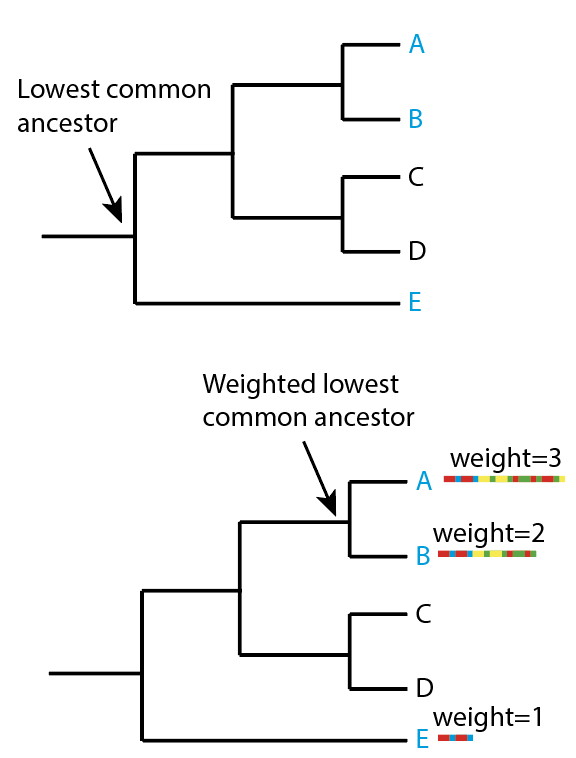 A
Lowest common
ancestor
B
C
D
E
Weighted lowest
common ancestor
weight=3
A
weight=2
B
C
D
weight=1
E